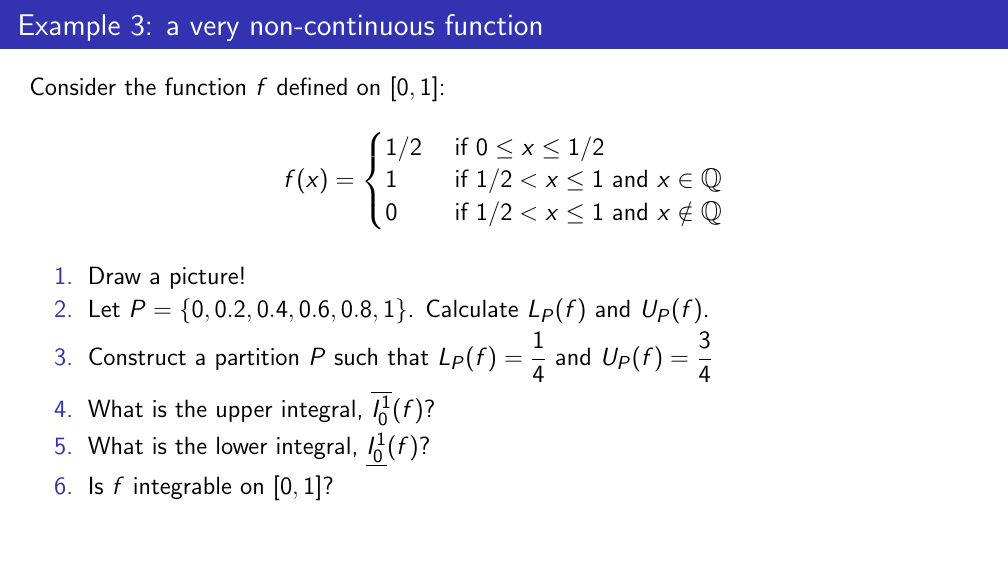 Example 3: a very non-continuous function
Consider the function f defined on [0, 1]:
f(x) = { 1/2 if 0 ≤ x ≤ 1/2
1 if 1/2 < x ≤ 1 and x ∈ ℚ
0 if 1/2 < x ≤ 1 and x ∉ ℚ
1. Draw a picture!
2. Let P = {0, 0.2, 0.4, 0.6, 0.8, 1}. Calculate L_P(f) and U_P(f).
3. Construct a partition P such that L_P(f) = 1/4 and U_P(f) = 3/4
4. What is the upper integral, \overline{I_0^1}(f)?
5. What is the lower integral, \underline{I_0^1}(f)?
6. Is f integrable on [0, 1]?